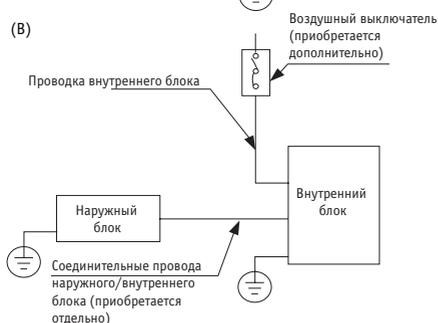 (B)
Воздушный выключатель
(приобретается
дополнительно)
Проводка внутреннего блока
Внутренний
блок
Наружный
блок
Соединительные провода
наружного/внутреннего
блока (приобретается
отдельно)